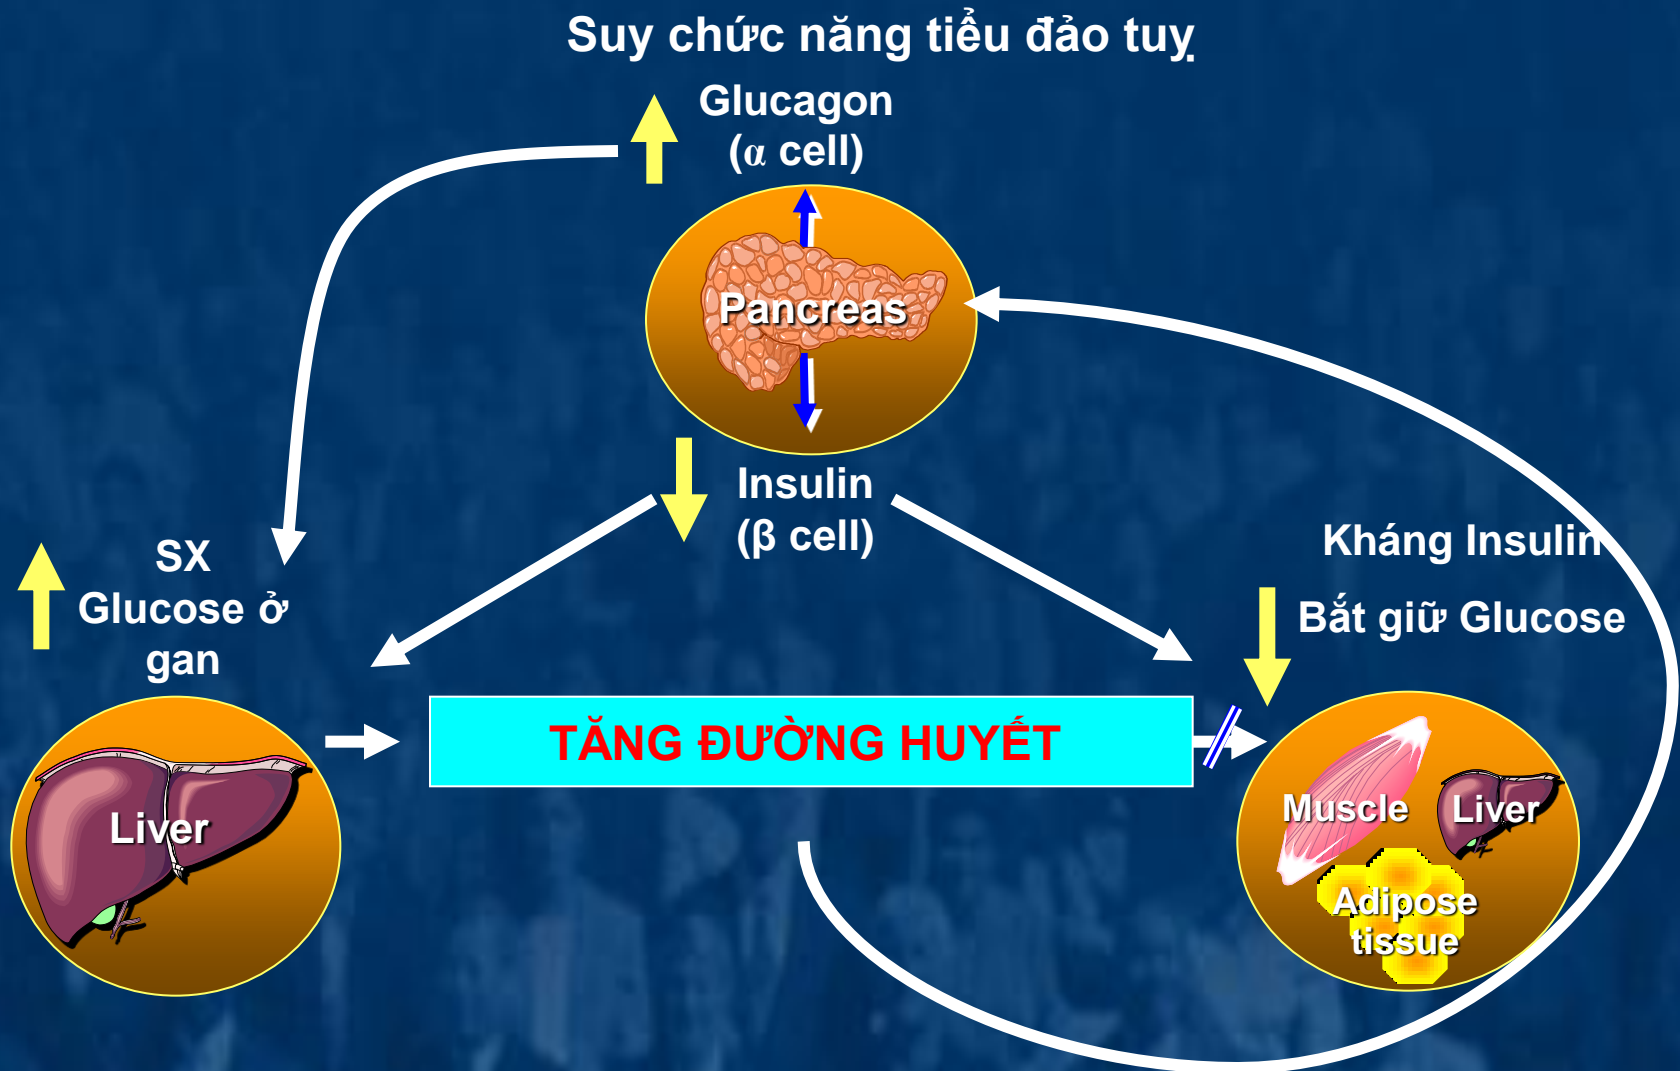 Suy chức năng tiểu đảo tuỵ
Glucagon
(α cell)
Pancreas
Insulin
(β cell)
SX
Glucose ở
gan
Kháng Insulin
Bắt giữ Glucose
TĂNG ĐƯỜNG HUYẾT
Liver
Muscle
Liver
Adipose
tissue